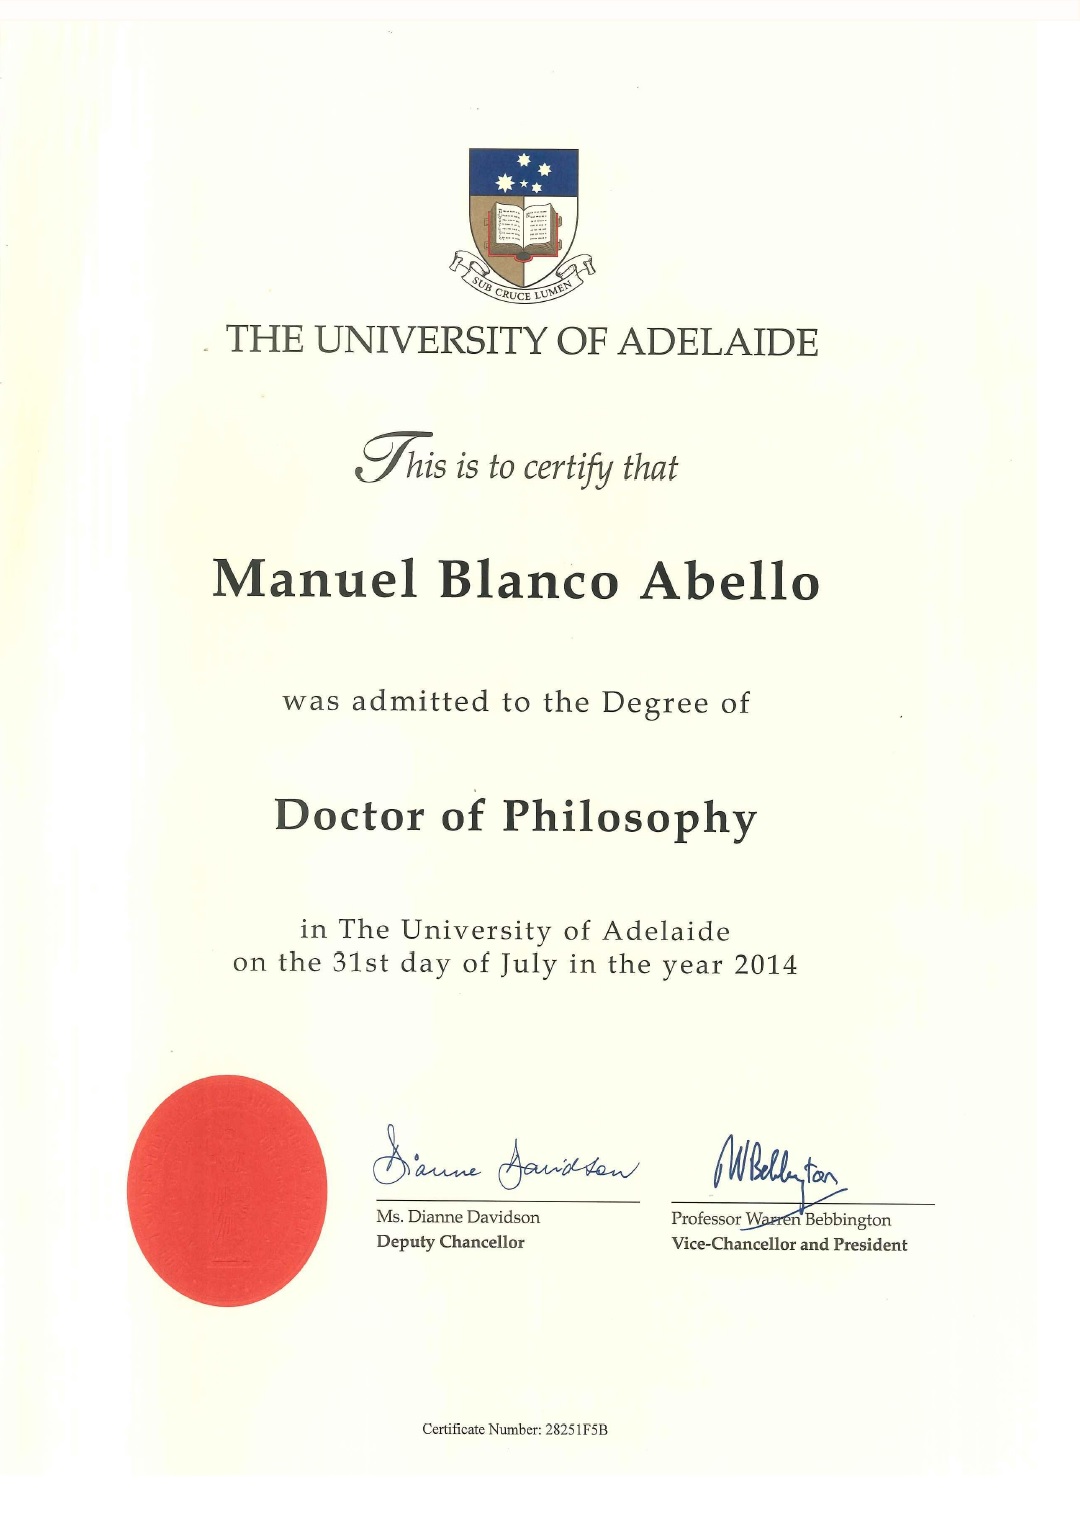 SUB CRUCE LUMEN
THE UNIVERSITY OF ADELAIDE
This is to certify that
Manuel Blanco Abello
was admitted to the Degree of
Doctor of Philosophy
in The University of Adelaide
on the 31st day of July in the year 2014
Dianne Davidson
WBebbington
Ms. Dianne Davidson
Deputy Chancellor
Professor Warren Bebbington
Vice-Chancellor and President
Certificate Number: 28251F5B